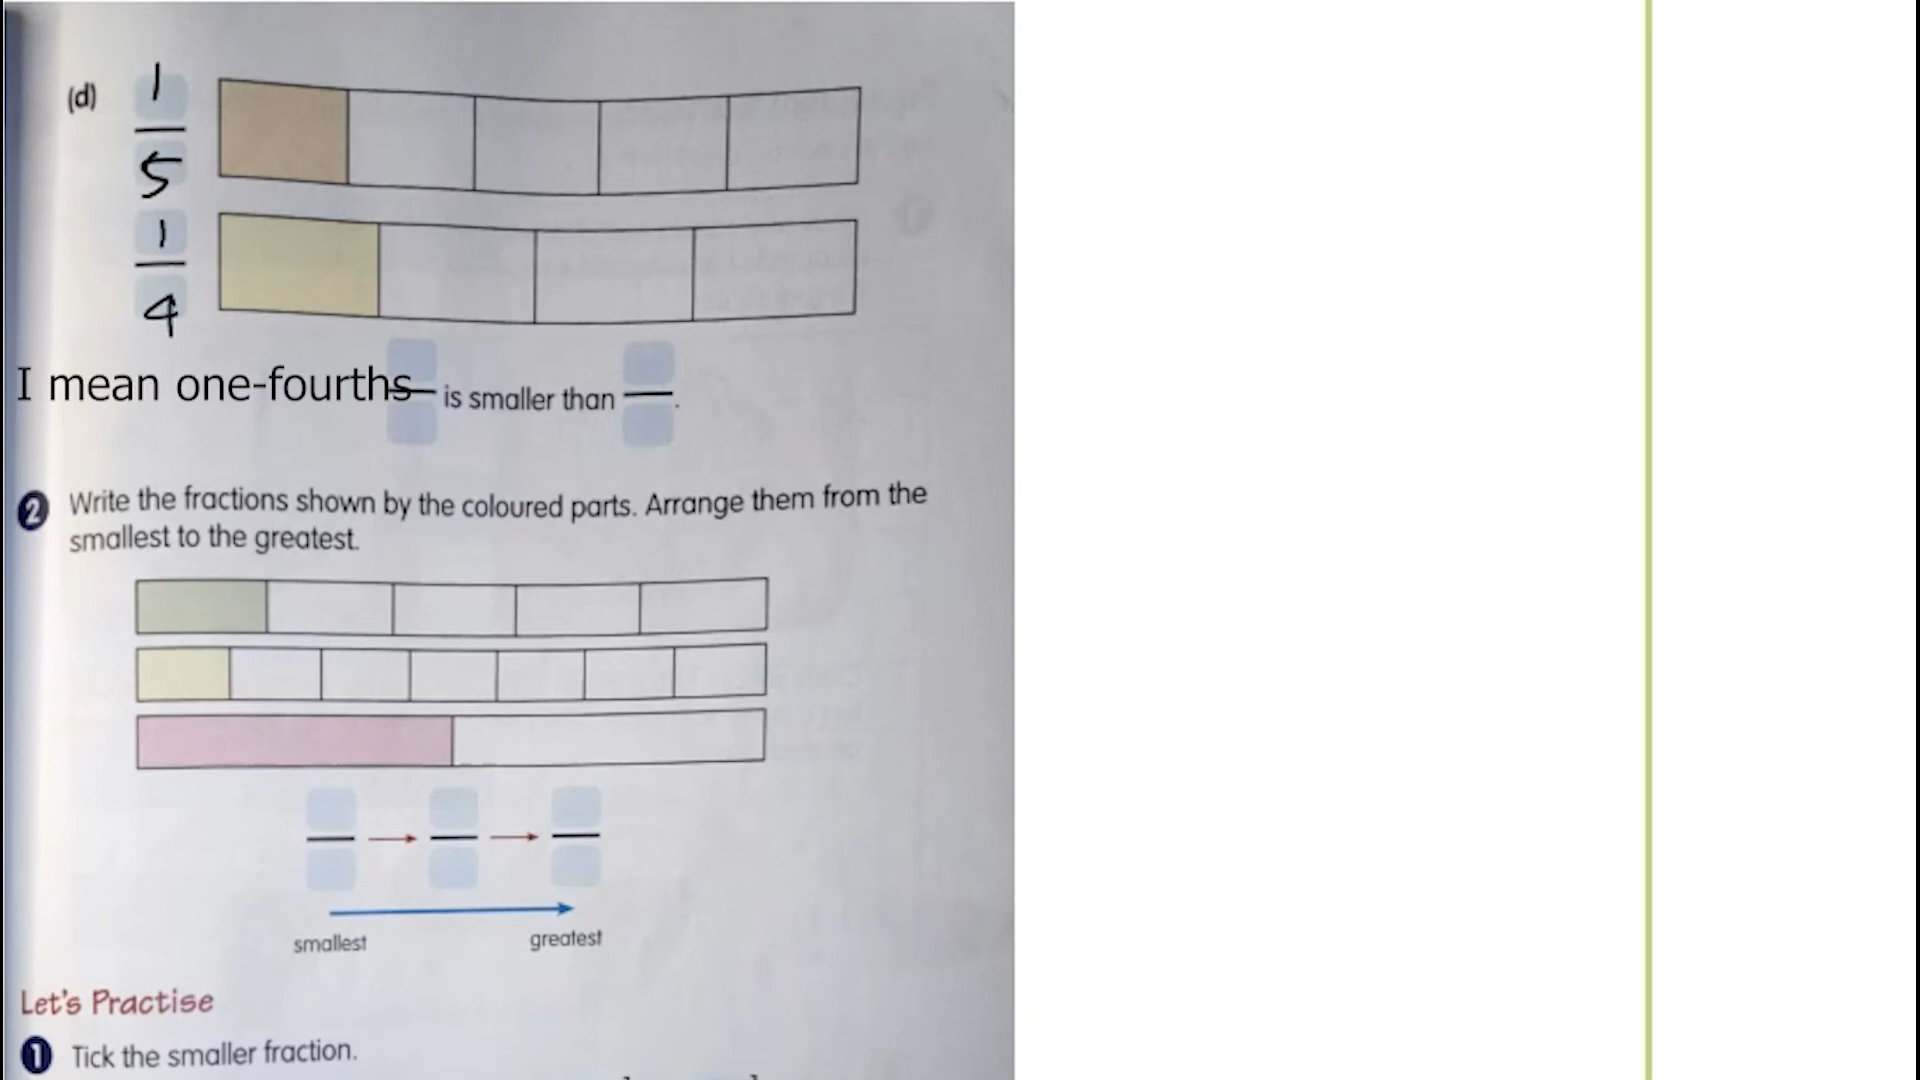 (d)
1
5
1
4
I mean one-fourths
is smaller than .
2 Write the fractions shown by the coloured parts. Arrange them from the
smallest to the greatest.
smallest greatest
Let's Practise
1 Tick the smaller fraction.